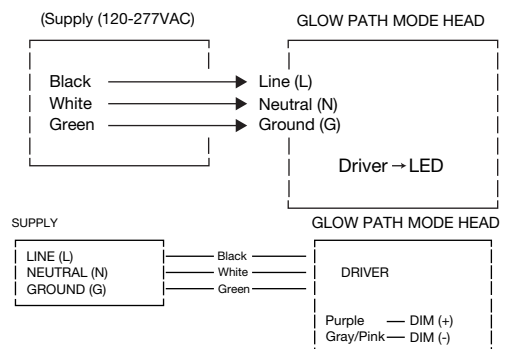 (Supply (120-277VAC)
GLOW PATH MODE HEAD
Black
Line (L)
White
Neutral (N)
Green
Ground (G)
Driver → LED
SUPPLY
GLOW PATH MODE HEAD
LINE (L)
Black
NEUTRAL (N)
White
DRIVER
GROUND (G)
Green
Purple — DIM (+)
Gray/Pink — DIM (-)